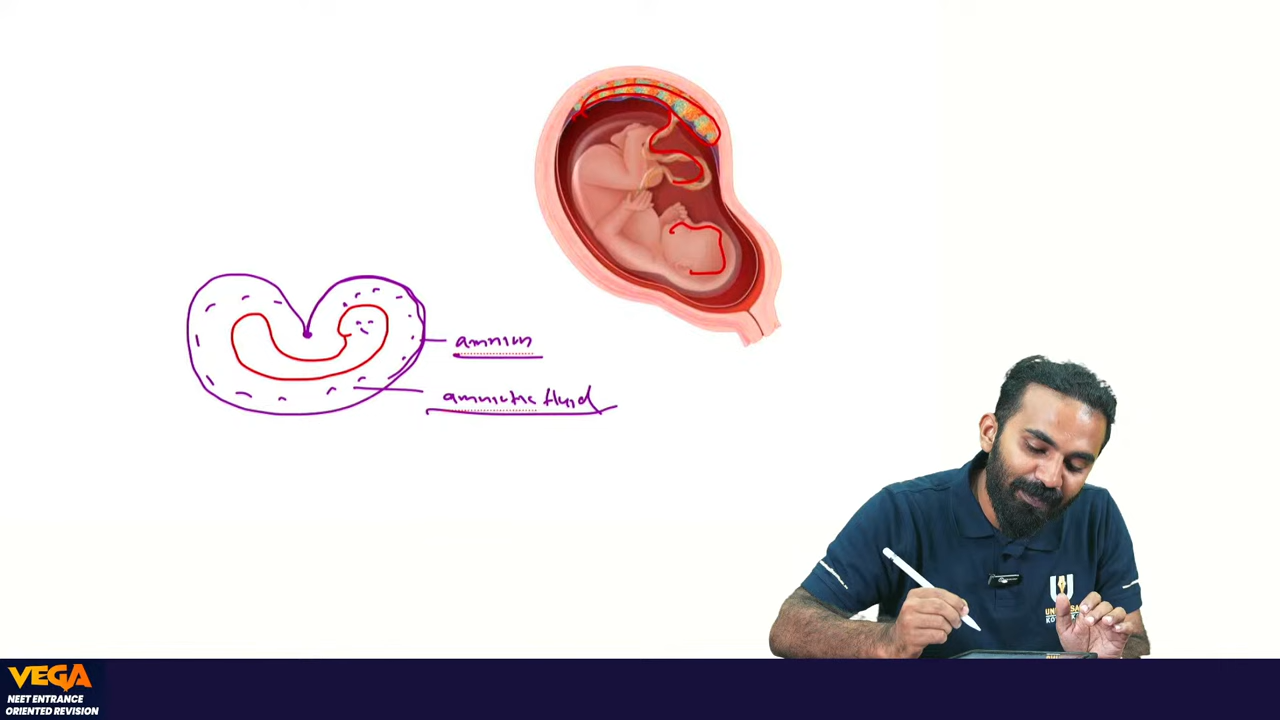 amnion
amniotic fluid
VEGA
NEET ENTRANCE
ORIENTED REVISION